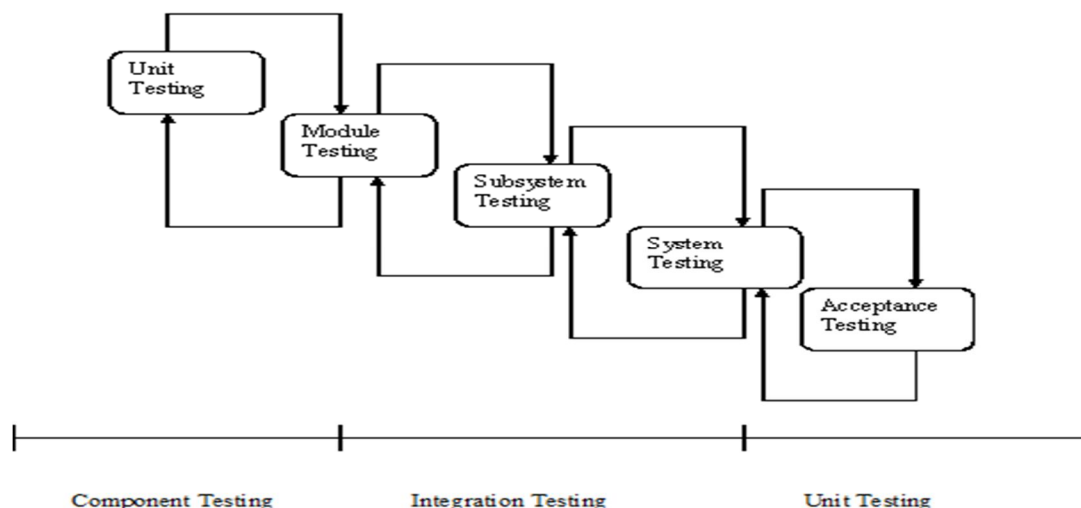 Unit
Testing
Module
Testing
Subsystem
Testing
System
Testing
Acceptance
Testing
Component Testing
Integration Testing
Unit Testing